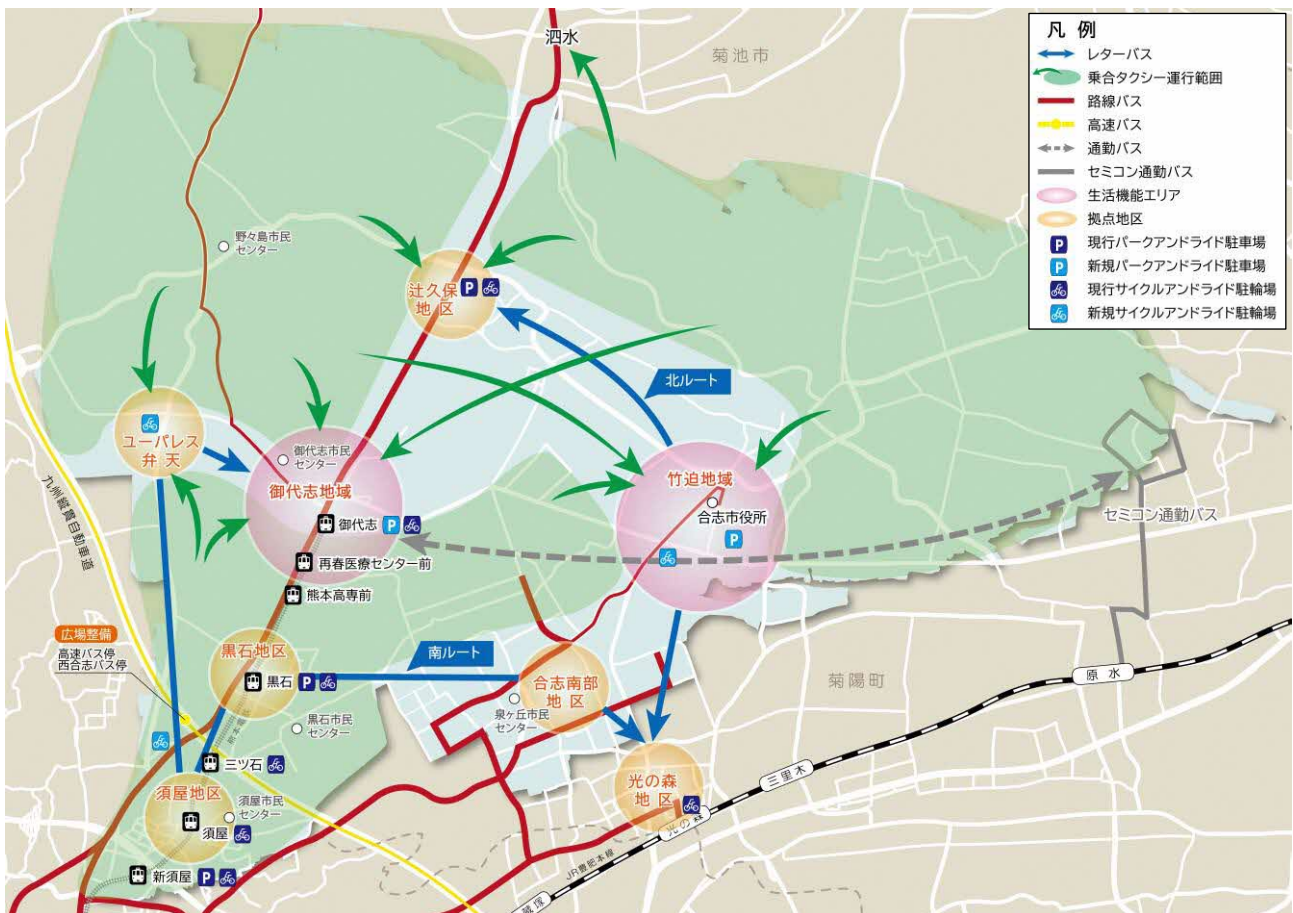 凡例
レターバス
乗合タクシー運行範囲
路線バス
高速バス
通勤バス
セミコン通勤バス
生活機能エリア
拠点地区
P
現行パークアンドライド駐車場
P
新規パークアンドライド駐車場
現行サイクルアンドライド駐輪場
新規サイクルアンドライド駐輪場
泗水
菊池市
野々島市民
センター
辻久保
地区
P
北ルート
ユーパレス
弁天
御代志市民
センター
御代志地域
御代志
P
再春医療センター前
熊本高専前
竹迫地域
合志市役所
P
セミコン通勤バス
九州縦貫自動車道
広場整備
高速バス停
西合志バス停
黒石地区
黒石
P
南ルート
合志南部
地区
泉ヶ丘市民
センター
黒石市民
センター
熊本電鉄
三ツ石
須屋地区
須屋市民
センター
須屋
新須屋
P
光の森
地区
光の森
菊陽町
原水
三里木
JR豊肥本線